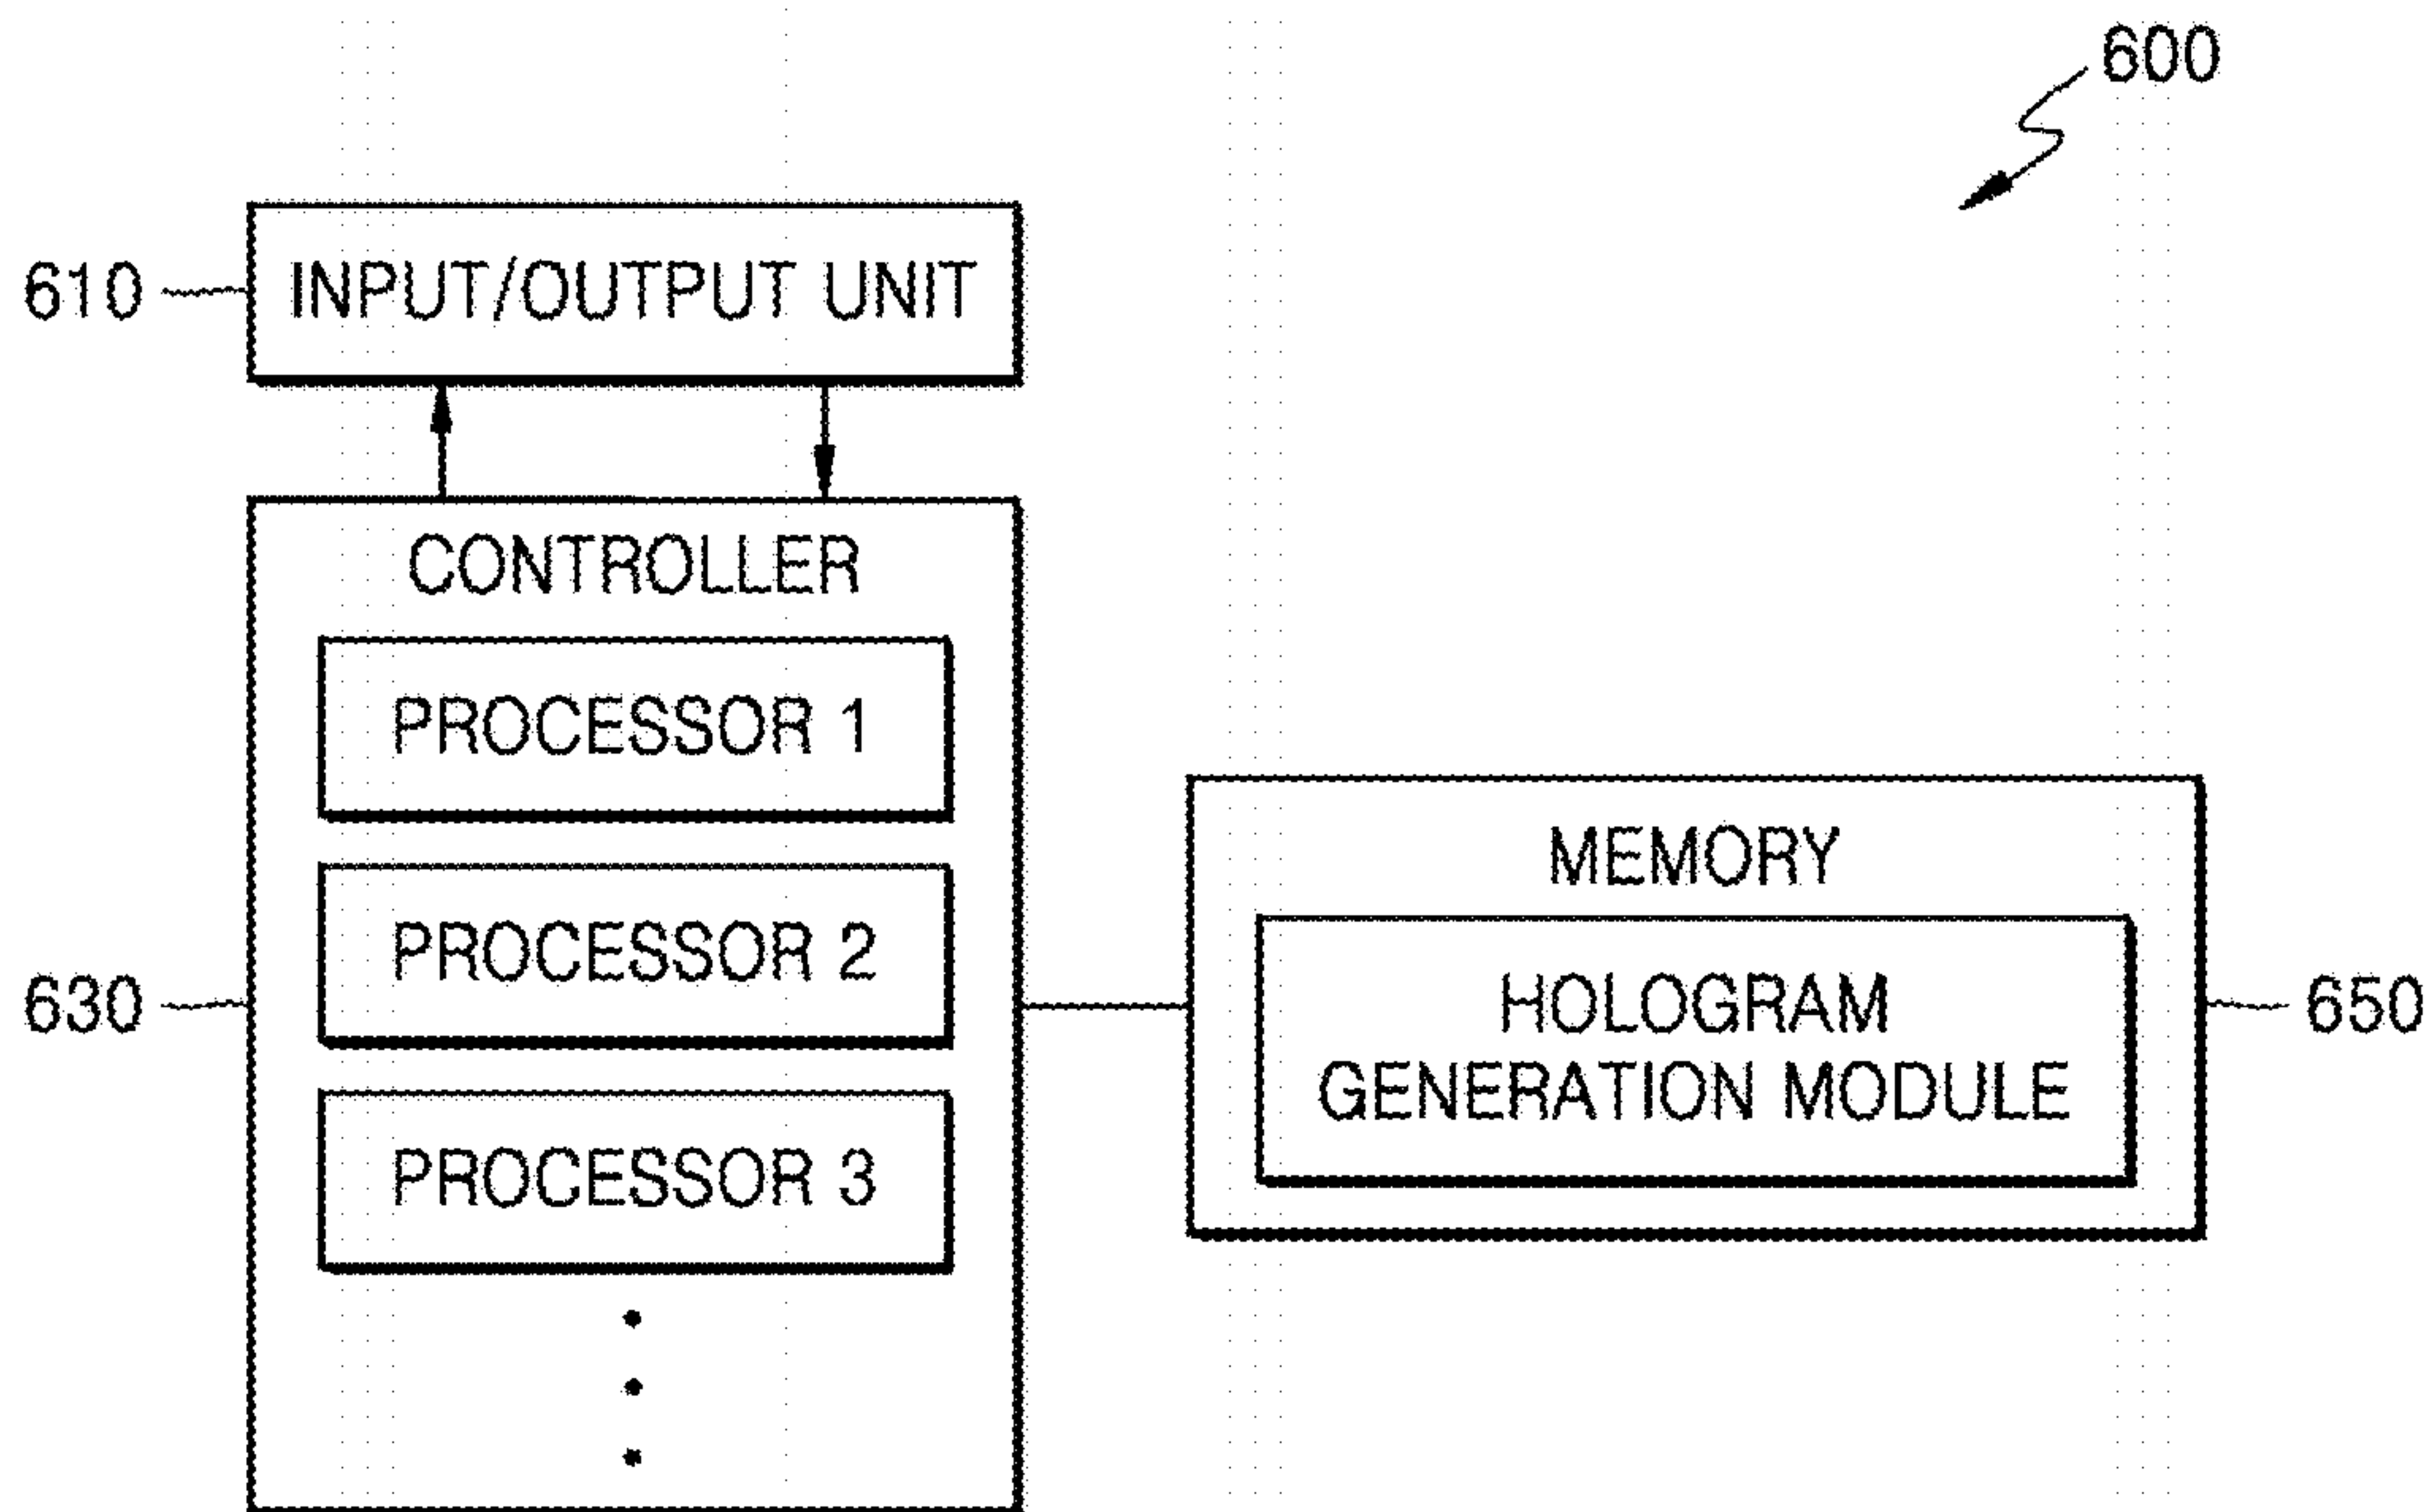 600
610
INPUT/OUTPUT UNIT
CONTROLLER
PROCESSOR 1
PROCESSOR 2
PROCESSOR 3
630
MEMORY
HOLOGRAM
GENERATION MODULE
650